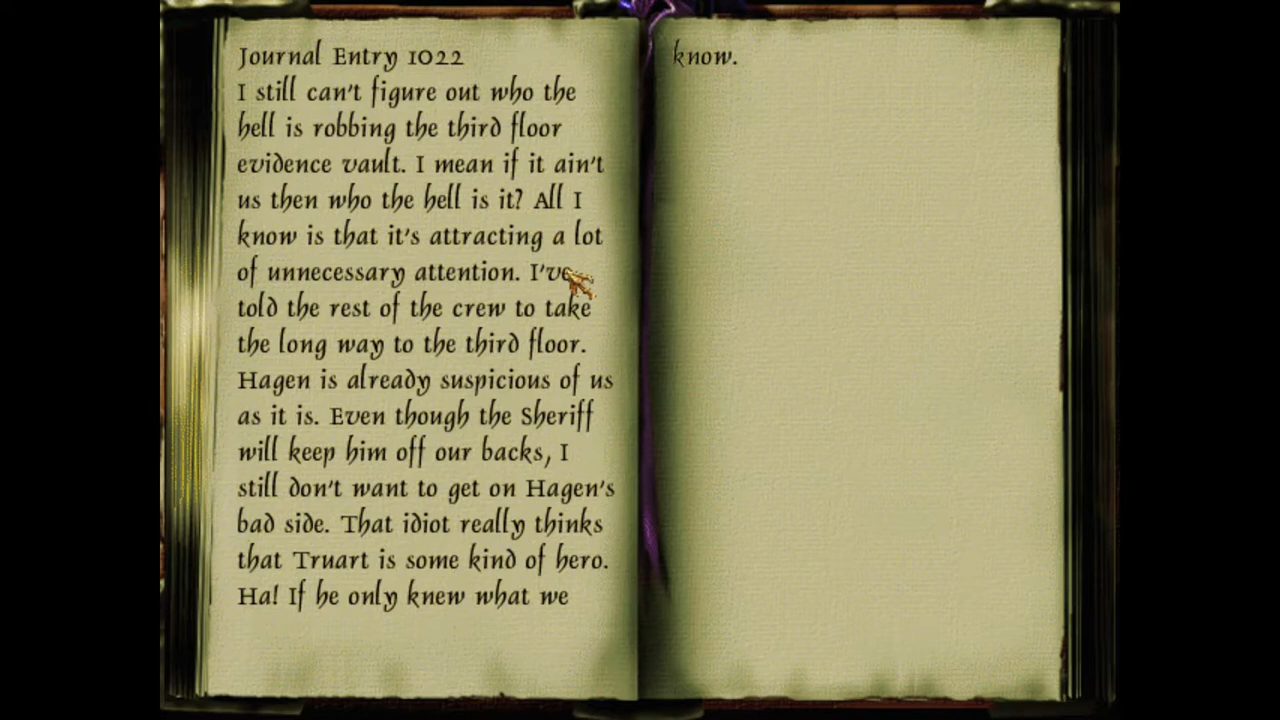 Journal Entry 1022
I still can't figure out who the
hell is robbing the third floor
evidence vault. I mean if it ain't
us then who the hell is it? All I
know is that it's attracting a lot
of unnecessary attention. I've
told the rest of the crew to take
the long way to the third floor.
Hagen is already suspicious of us
as it is. Even though the Sheriff
will keep him off our backs, I
still don't want to get on Hagen's
bad side. That idiot really thinks
that Truart is some kind of hero.
Ha! If he only knew what we
know.